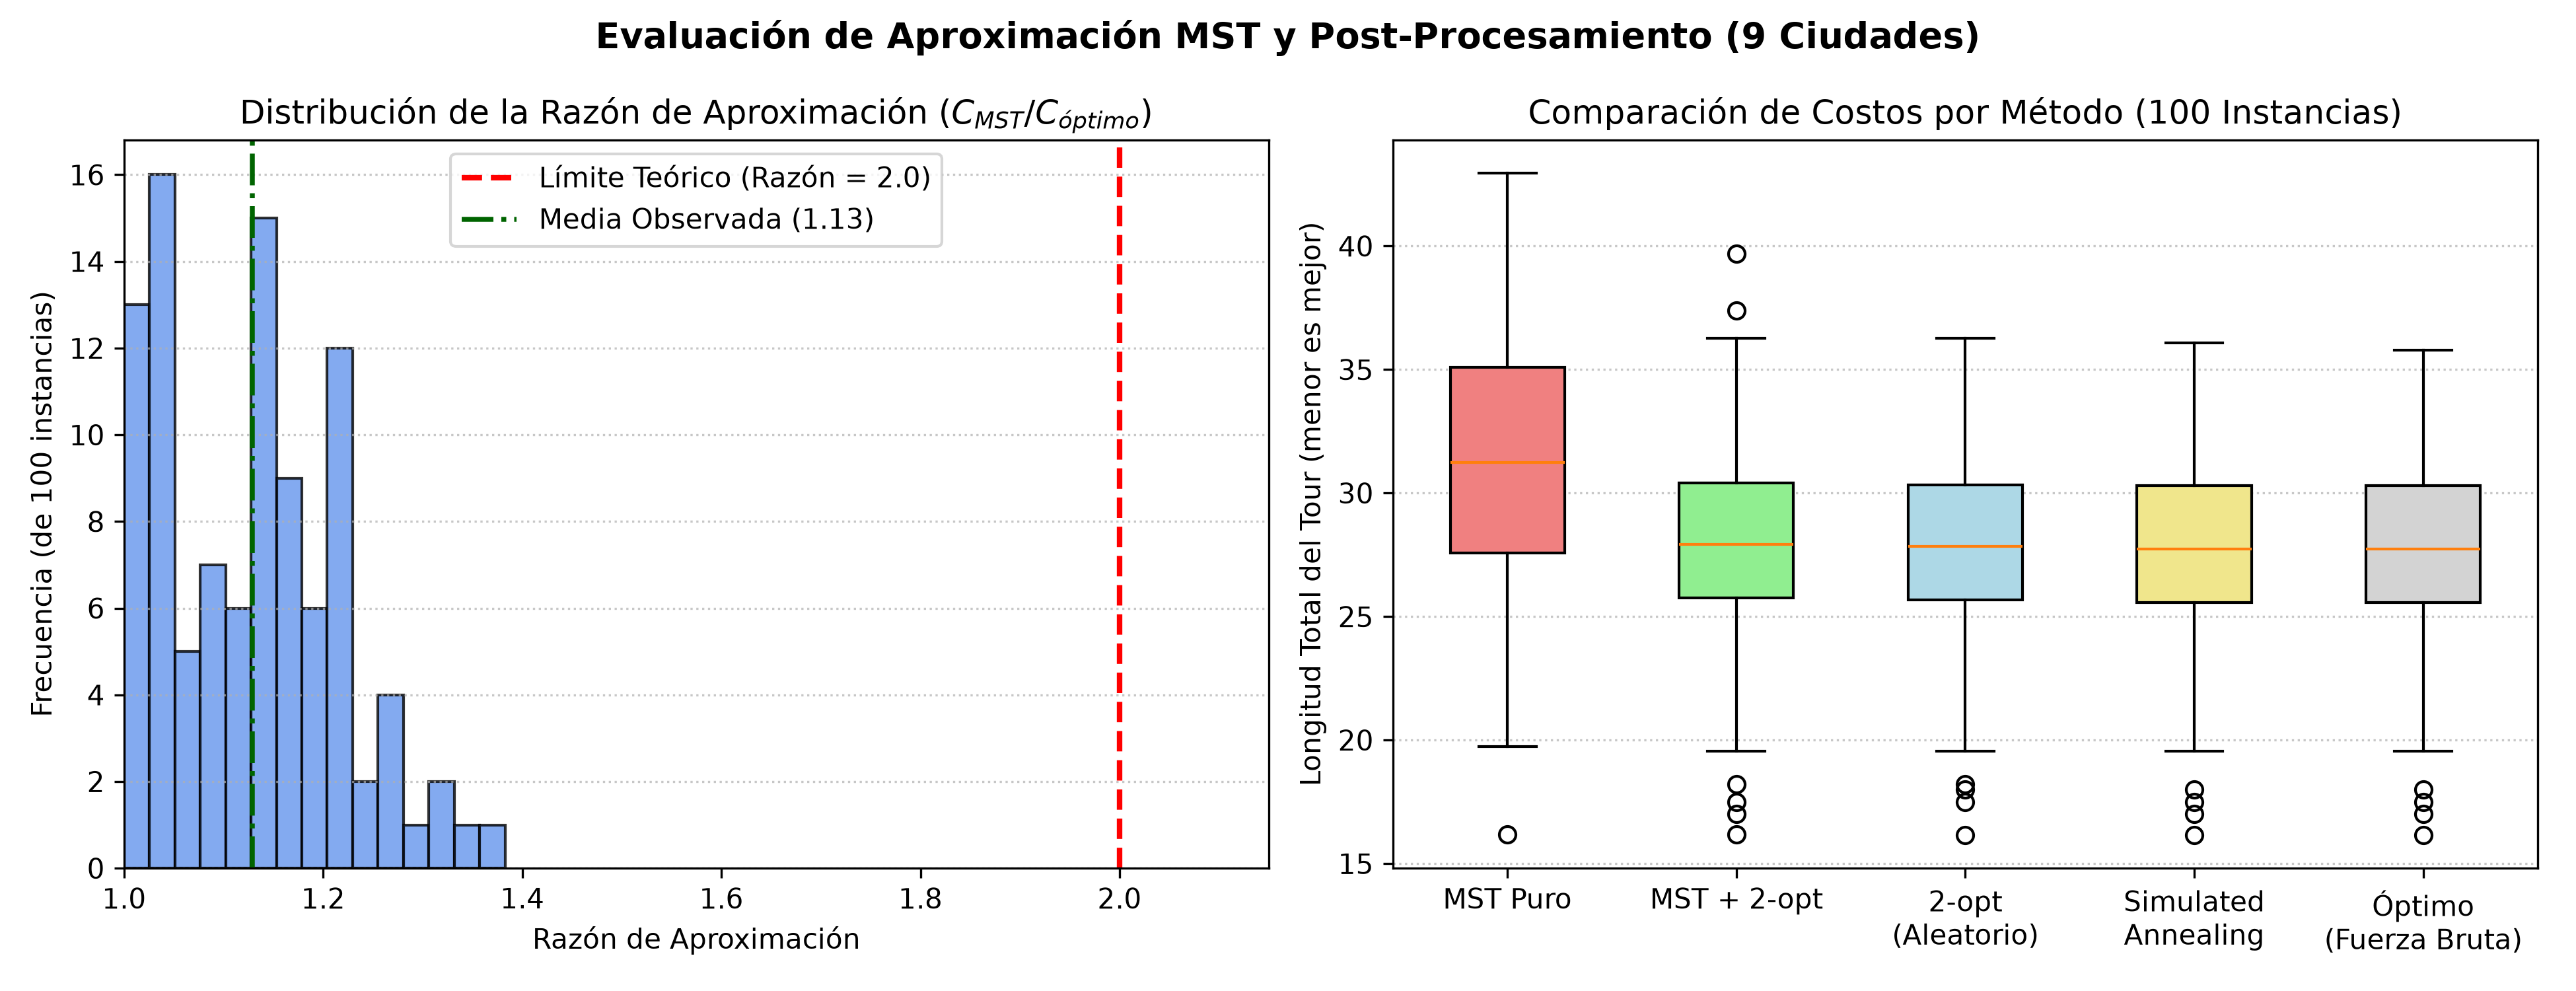 Evaluación de Aproximación MST y Post-Procesamiento (9 Ciudades)
Distribución de la Razón de Aproximación (C_MST/C_óptimo)
Frecuencia (de 100 instancias)
16
14
12
10
8
6
4
2
0
Límite Teórico (Razón = 2.0)
Media Observada (1.13)
1.0 1.2 1.4 1.6 1.8 2.0
Razón de Aproximación
Comparación de Costos por Método (100 Instancias)
Longitud Total del Tour (menor es mejor)
40
35
30
25
20
15
MST Puro
MST + 2-opt
2-opt
(Aleatorio)
Simulated
Annealing
Óptimo
(Fuerza Bruta)